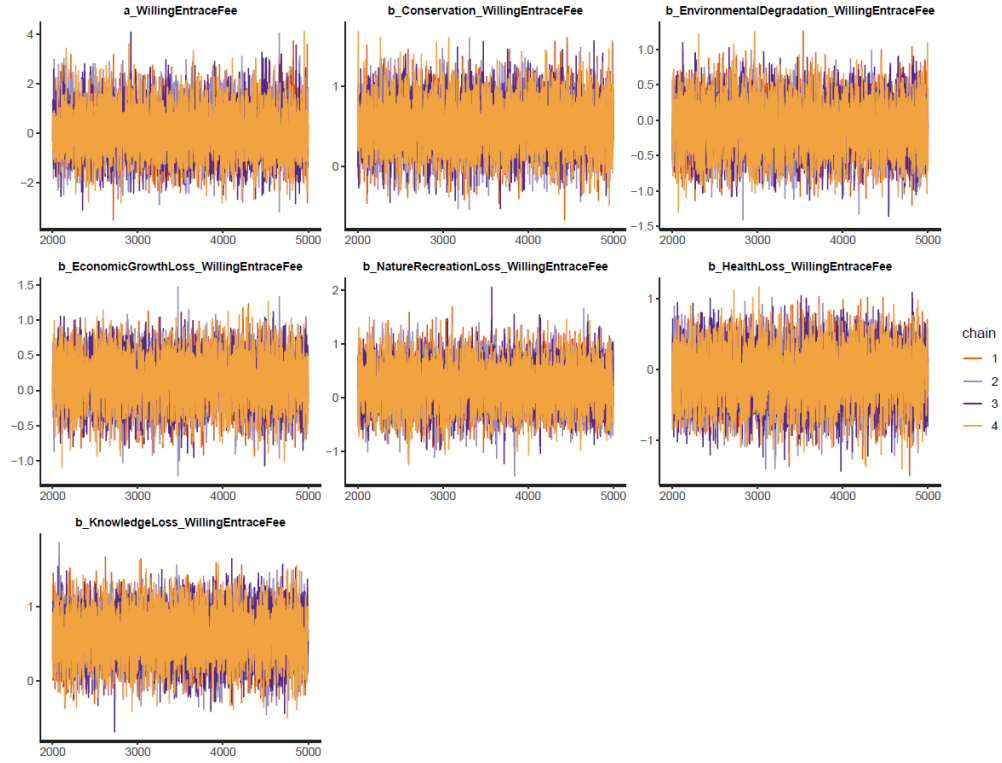 a_WillingEntraceFee
b_Conservation_WillingEntraceFee
b_EnvironmentalDegradation_WillingEntraceFee
4
2
0
−2
2000 3000 4000 5000
1
0
2000 3000 4000 5000
1.0
0.5
0.0
−0.5
−1.0
−1.5
2000 3000 4000 5000
b_EconomicGrowthLoss_WillingEntraceFee
b_NatureRecreationLoss_WillingEntraceFee
b_HealthLoss_WillingEntraceFee
1.5
1.0
0.5
0.0
−0.5
−1.0
2000 3000 4000 5000
2
1
0
−1
2000 3000 4000 5000
1
0
−1
2000 3000 4000 5000
chain
1
2
3
4
b_KnowledgeLoss_WillingEntraceFee
1
0
2000 3000 4000 5000